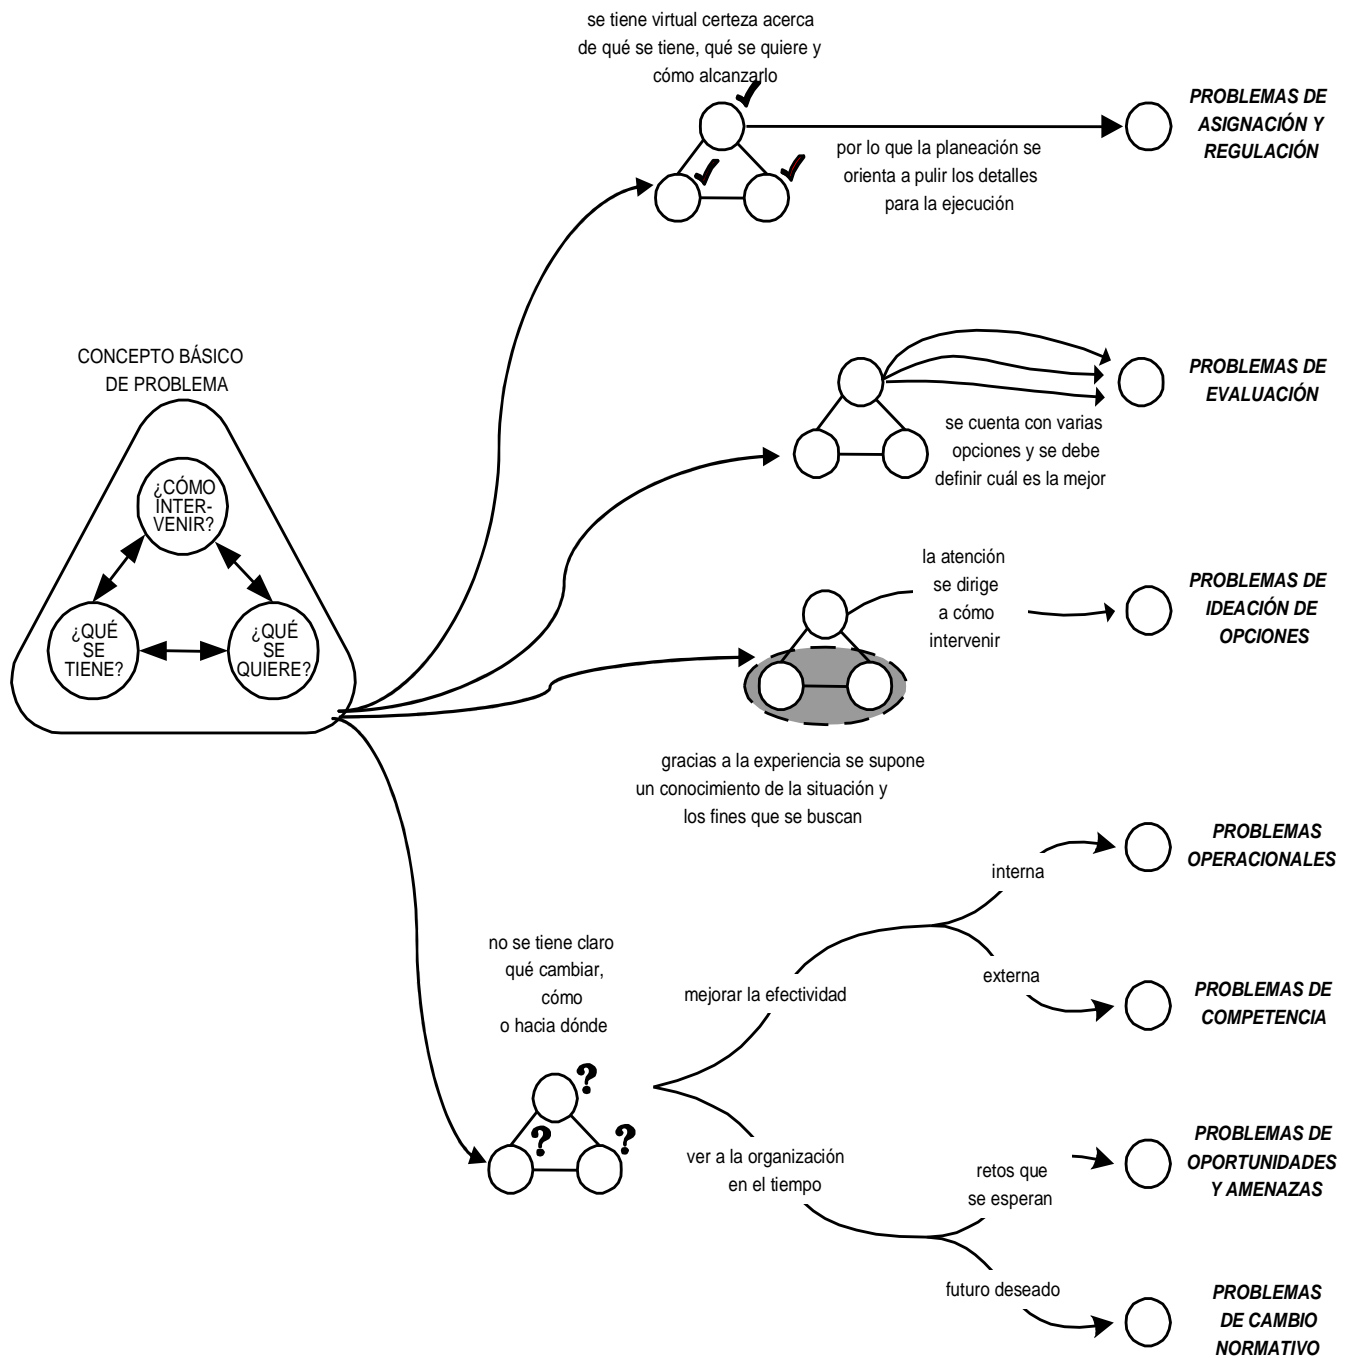 se tiene virtual certeza acerca
de qué se tiene, qué se quiere y
cómo alcanzarlo
PROBLEMAS DE
ASIGNACIÓN Y
REGULACIÓN
por lo que la planeación se
orienta a pulir los detalles
para la ejecución
CONCEPTO BÁSICO
DE PROBLEMA
¿CÓMO
INTER-
VENIR?
¿QUÉ
SE
TIENE?
¿QUÉ
SE
QUIERE?
PROBLEMAS DE
EVALUACIÓN
se cuenta con varias
opciones y se debe
definir cuál es la mejor
la atención
se dirige
a cómo
intervenir
PROBLEMAS DE
IDEACIÓN DE
OPCIONES
gracias a la experiencia se supone
un conocimiento de la situación y
los fines que se buscan
no se tiene claro
qué cambiar,
cómo
o hacia dónde
?
?
?
mejorar la efectividad
interna
PROBLEMAS
OPERACIONALES
externa
PROBLEMAS DE
COMPETENCIA
ver a la organización
en el tiempo
retos que
se esperan
PROBLEMAS DE
OPORTUNIDADES
Y AMENAZAS
futuro deseado
PROBLEMAS
DE CAMBIO
NORMATIVO